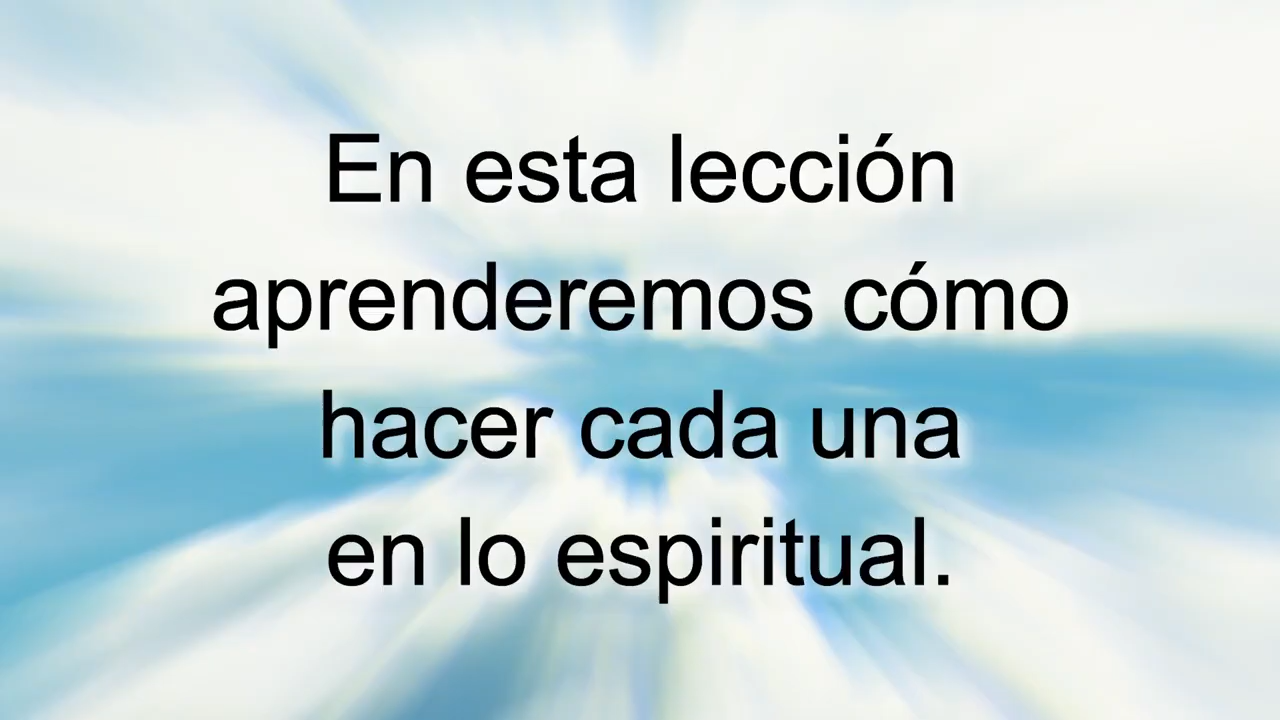 En esta lección
aprenderemos cómo
hacer cada una
en lo espiritual.